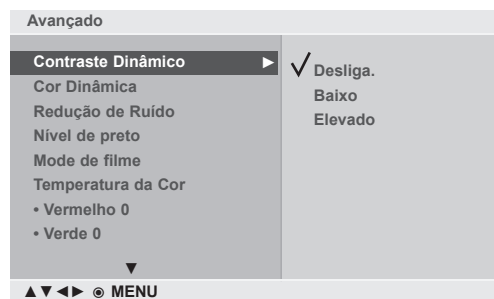 Avançado
Contraste Dinâmico ▶
Cor Dinâmica
Redução de Ruído
Nível de preto
Mode de filme
Temperatura da Cor
• Vermelho 0
• Verde 0
▼
✓ Desliga.
Baixo
Elevado
▲▼◀▶ ◉ MENU